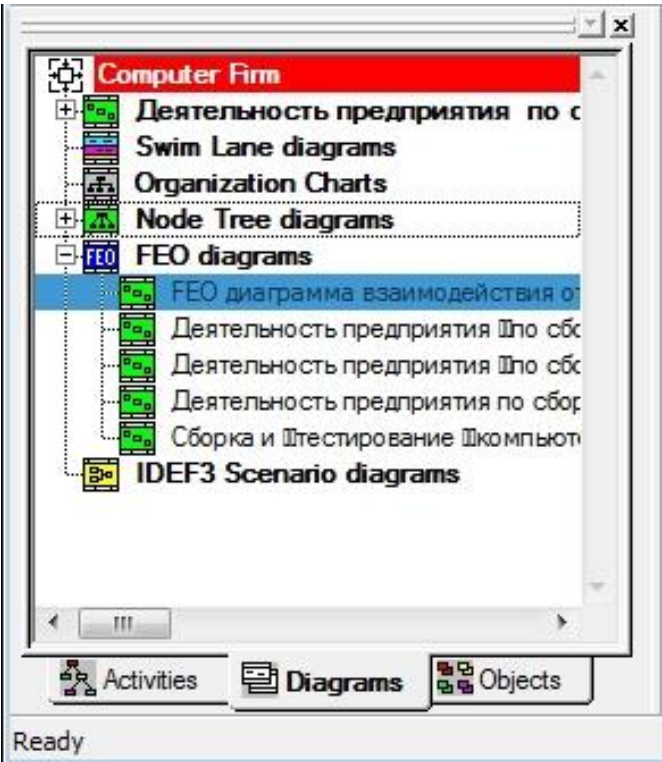 Computer Firm
Деятельность предприятия по с
Swim Lane diagrams
Organization Charts
Node Tree diagrams
FEO FEO diagrams
FEO диаграмма взаимодействия от
Деятельность предприятия по сбо
Деятельность предприятия по сбо
Деятельность предприятия по сбор
Сборка и тестирование компьюте
IDEF3 Scenario diagrams
Activities Diagrams Objects
Ready